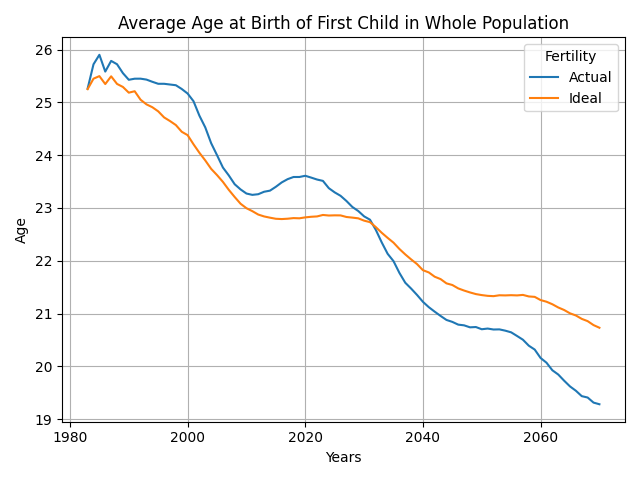 Average Age at Birth of First Child in Whole Population
Fertility
Actual
Ideal
Age
26
25
24
23
22
21
20
19
1980
2000
2020
2040
2060
Years